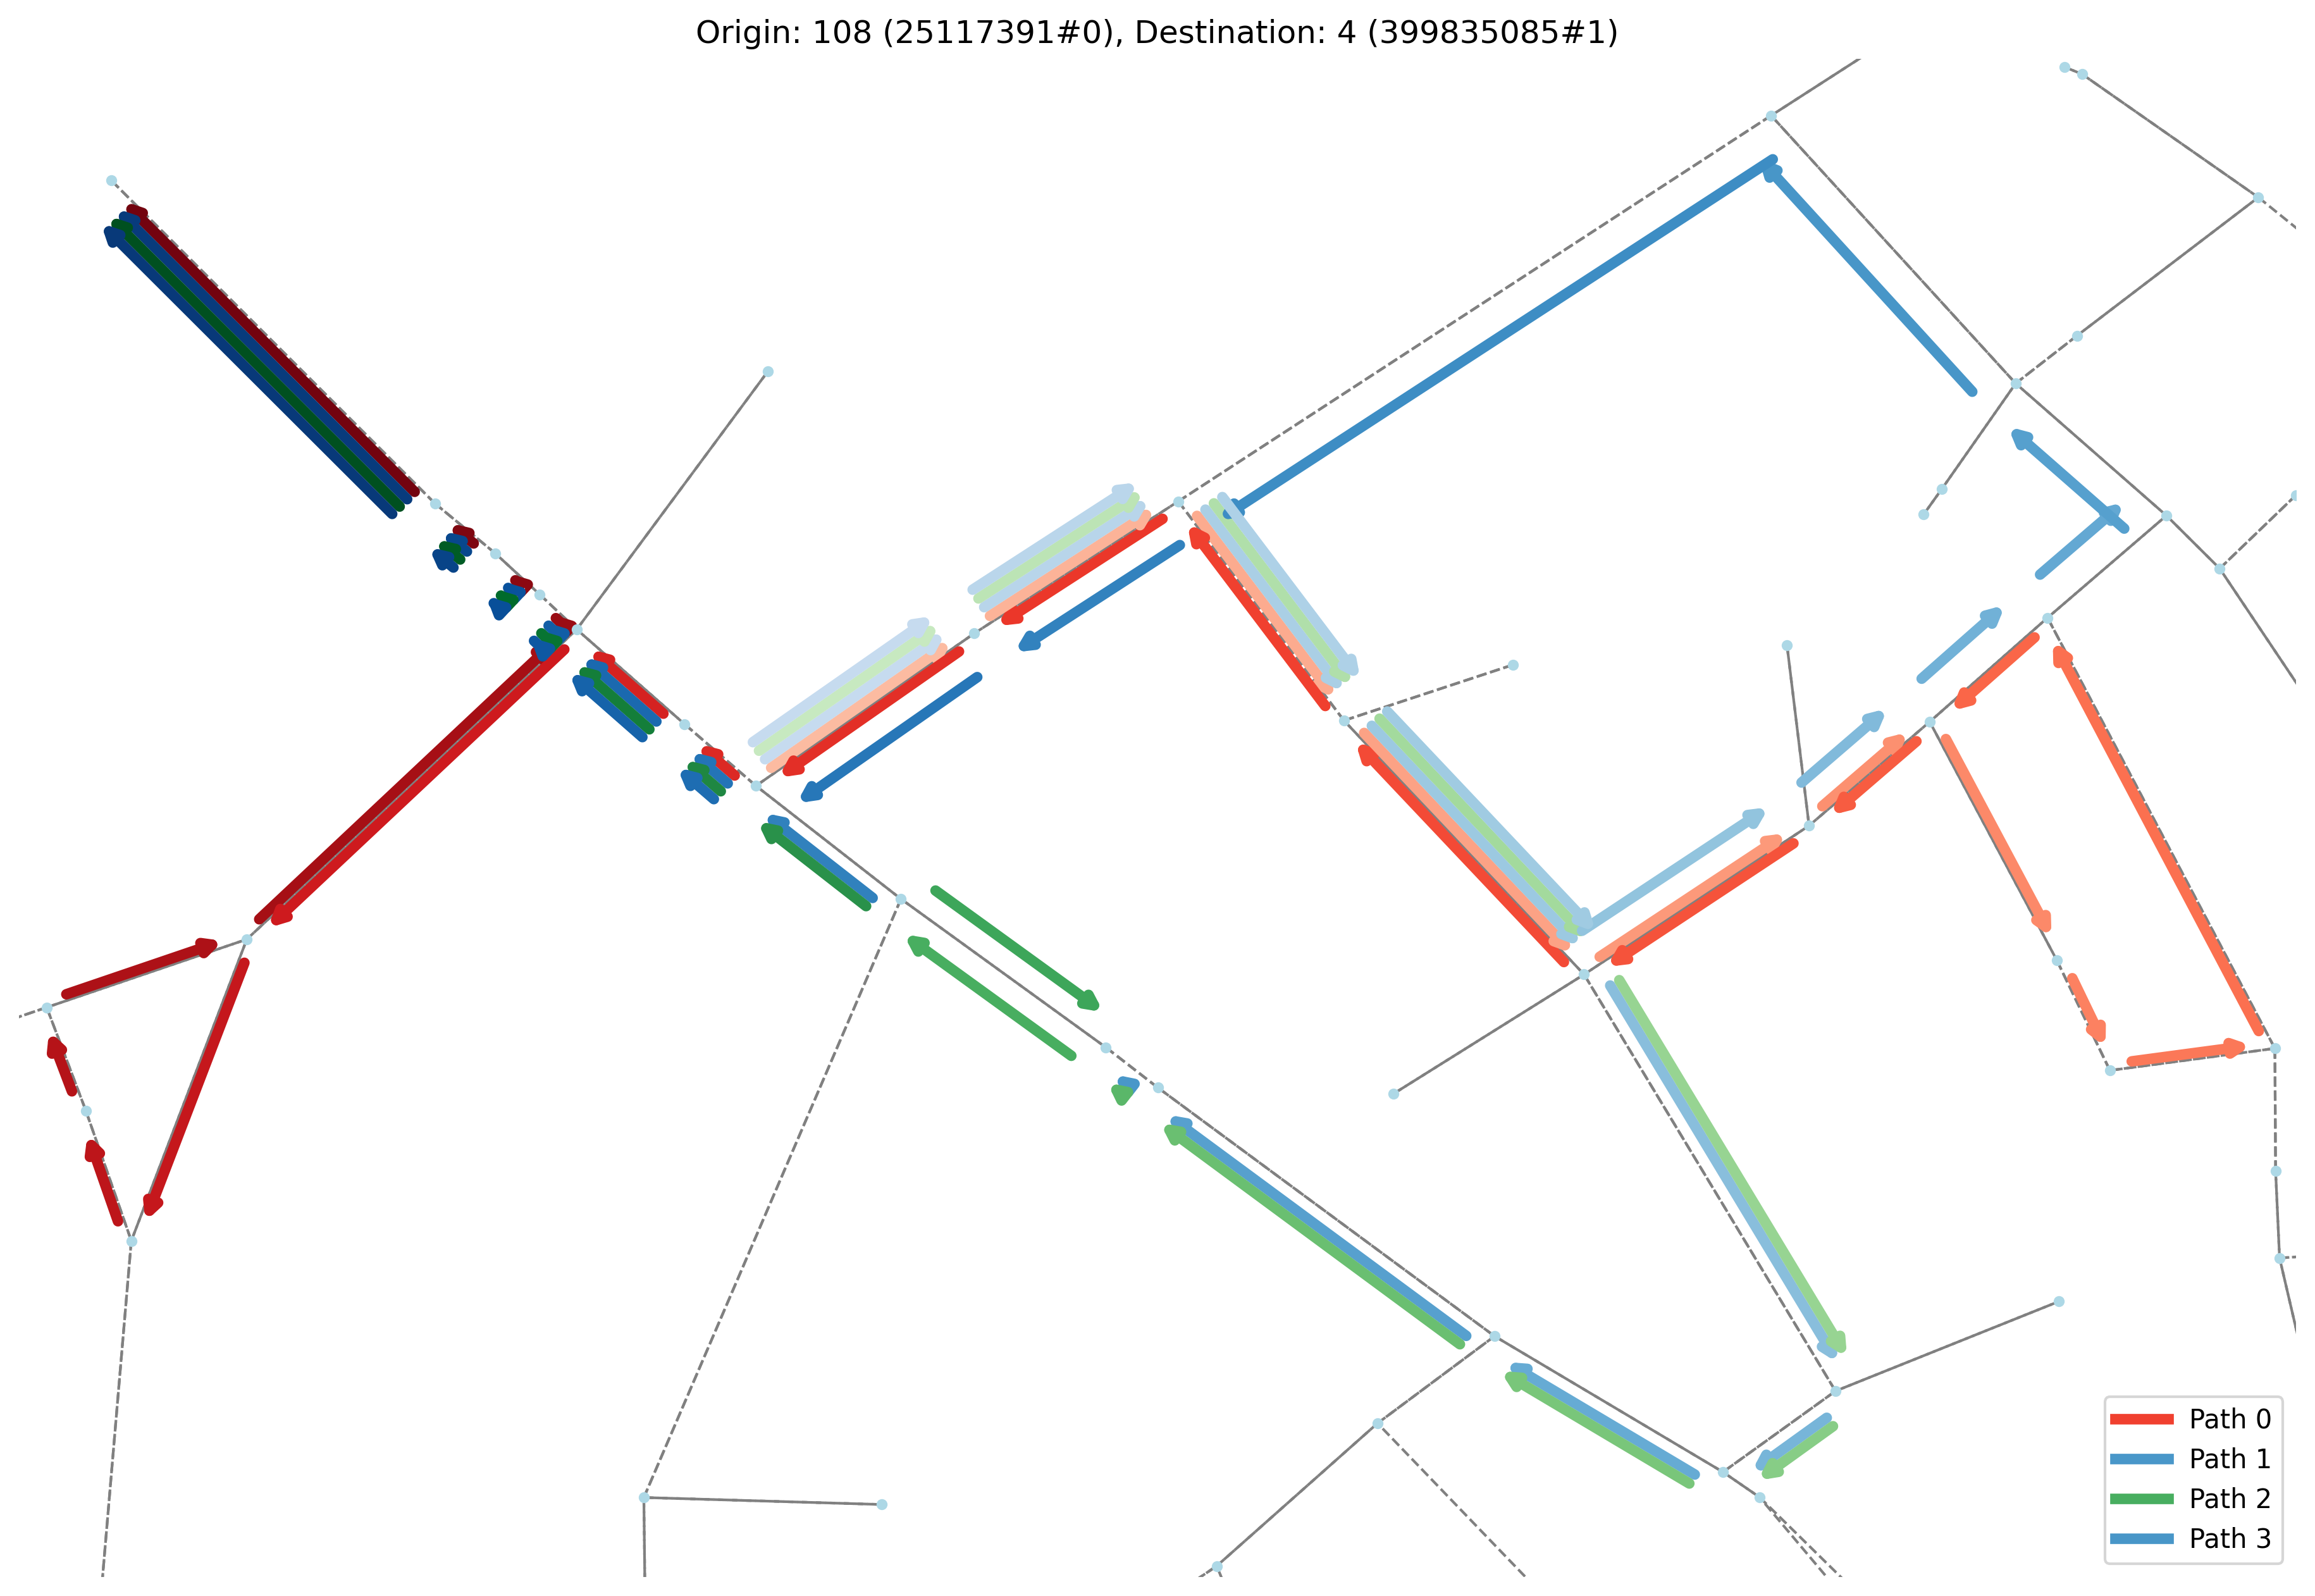 Origin: 108 (25117391#0), Destination: 4 (399835085#1)
Path 0
Path 1
Path 2
Path 3